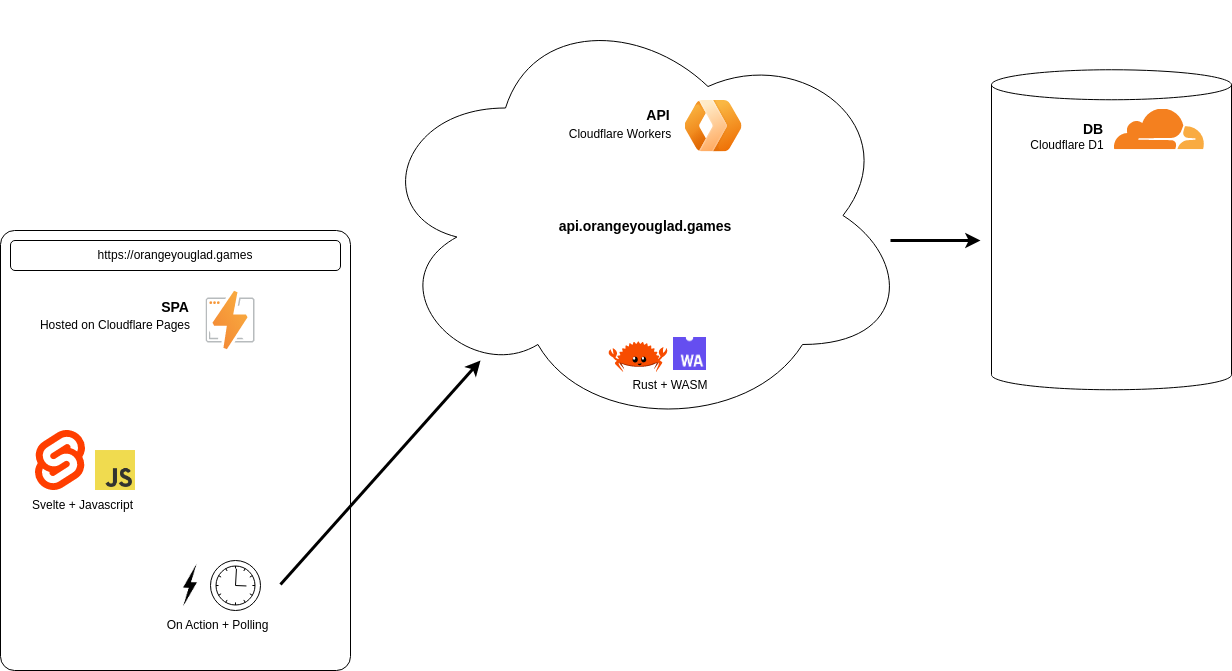 API
Cloudflare Workers
api.orangeyouglad.games
WA
Rust + WASM
DB
Cloudflare D1
https://orangeyouglad.games
SPA
Hosted on Cloudflare Pages
JS
Svelte + Javascript
On Action + Polling